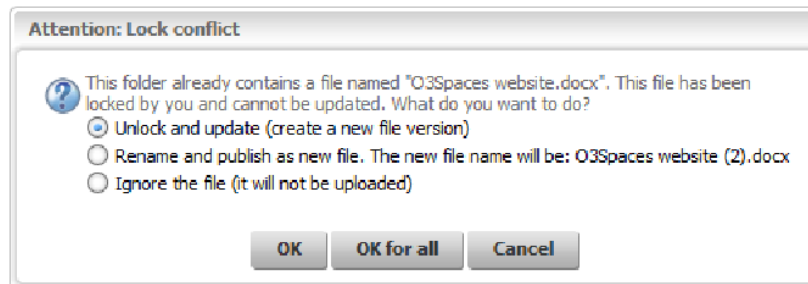 Attention: Lock conflict
This folder already contains a file named "O3Spaces website.docx". This file has been
locked by you and cannot be updated. What do you want to do?
Unlock and update (create a new file version)
Rename and publish as new file. The new file name will be: O3Spaces website (2).docx
Ignore the file (it will not be uploaded)
OK OK for all Cancel